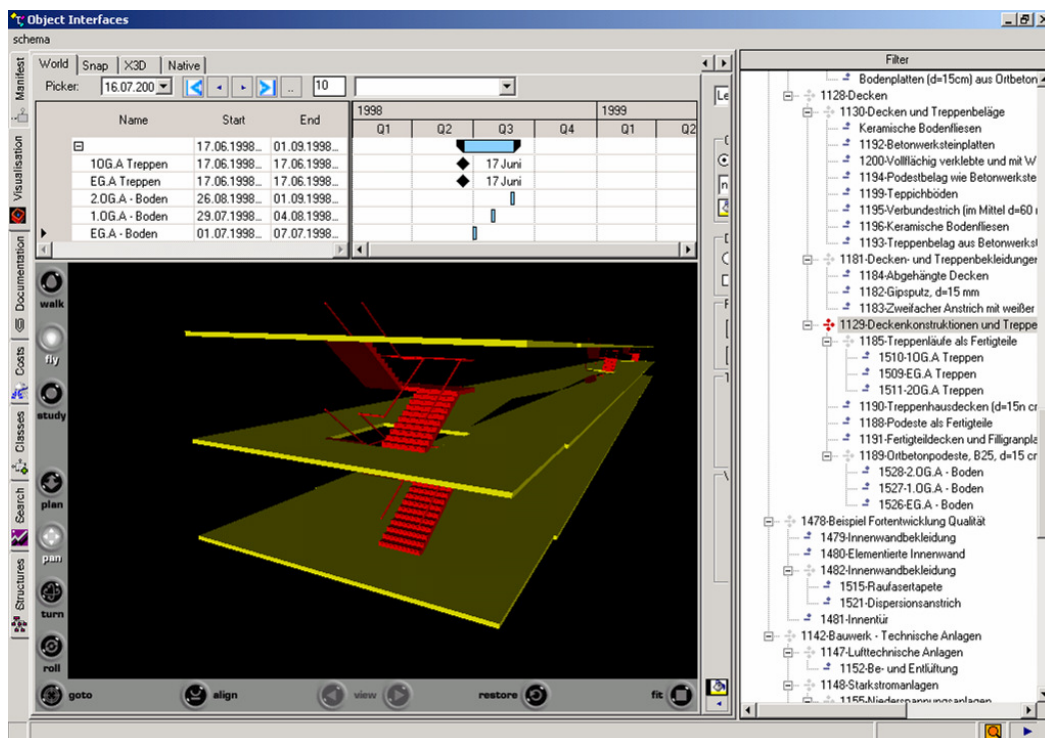 Object Interfaces
schema
World Snap X3D Native
Picker: 16.07.200 .. 10
Name Start End
1998 1999
Q1 Q2 Q3 Q4 Q1 Q2
17.06.1998... 01.09.1998...
1OG.A Treppen 17.06.1998... 17.06.1998... 17 Juni
EG.A Treppen 17.06.1998... 17.06.1998... 17 Juni
2.OG.A - Boden 26.08.1998... 01.09.1998...
1.OG.A - Boden 29.07.1998... 04.08.1998...
EG.A - Boden 01.07.1998... 07.07.1998...
Manifest
Visualisation
Documentation
Costs
Classes
Search
Structures
walk
fly
study
plan
pan
turn
roll
goto align view restore fit
Le
Filter
Bodenplatten (d=15cm) aus Ortbeton
1128-Decken
1130-Decken und Treppenbeläge
Keramische Bodenfliesen
1192-Betonwerksteinplatten
1200-Vollflächig verklebte und mit W
1194-Podestbelag wie Betonwerkste
1199-Teppichböden
1195-Verbundestrich (im Mittel d=60
1196-Keramische Bodenfliesen
1193-Treppenbelag aus Betonwerkst
1181-Decken- und Treppenbekleidungen
1184-Abgehängte Decken
1182-Gipsputz, d=15 mm
1183-Zweifacher Anstrich mit weißer
1129-Deckenkonstruktionen und Treppe
1185-Treppenläufe als Fertigteile
1510-1OG.A Treppen
1509-EG.A Treppen
1511-2OG.A Treppen
1190-Treppenhausdecken (d=15n cr
1188-Podeste als Fertigteile
1191-Fertigteildecken und Filigranpla
1189-Ortbetonpodeste, B25, d=15 cr
1528-2.OG.A - Boden
1527-1.OG.A - Boden
1526-EG.A - Boden
1478-Beispiel Fortentwicklung Qualität
1479-Innenwandbekleidung
1480-Elementierte Innenwand
1482-Innenwandbekleidung
1515-Raufasertapete
1521-Dispersionsanstrich
1481-Innentür
1142-Bauwerk - Technische Anlagen
1147-Lufttechnische Anlagen
1152-Be- und Entlüftung
1148-Starkstromanlagen
1155-Niederspannungsanlagen